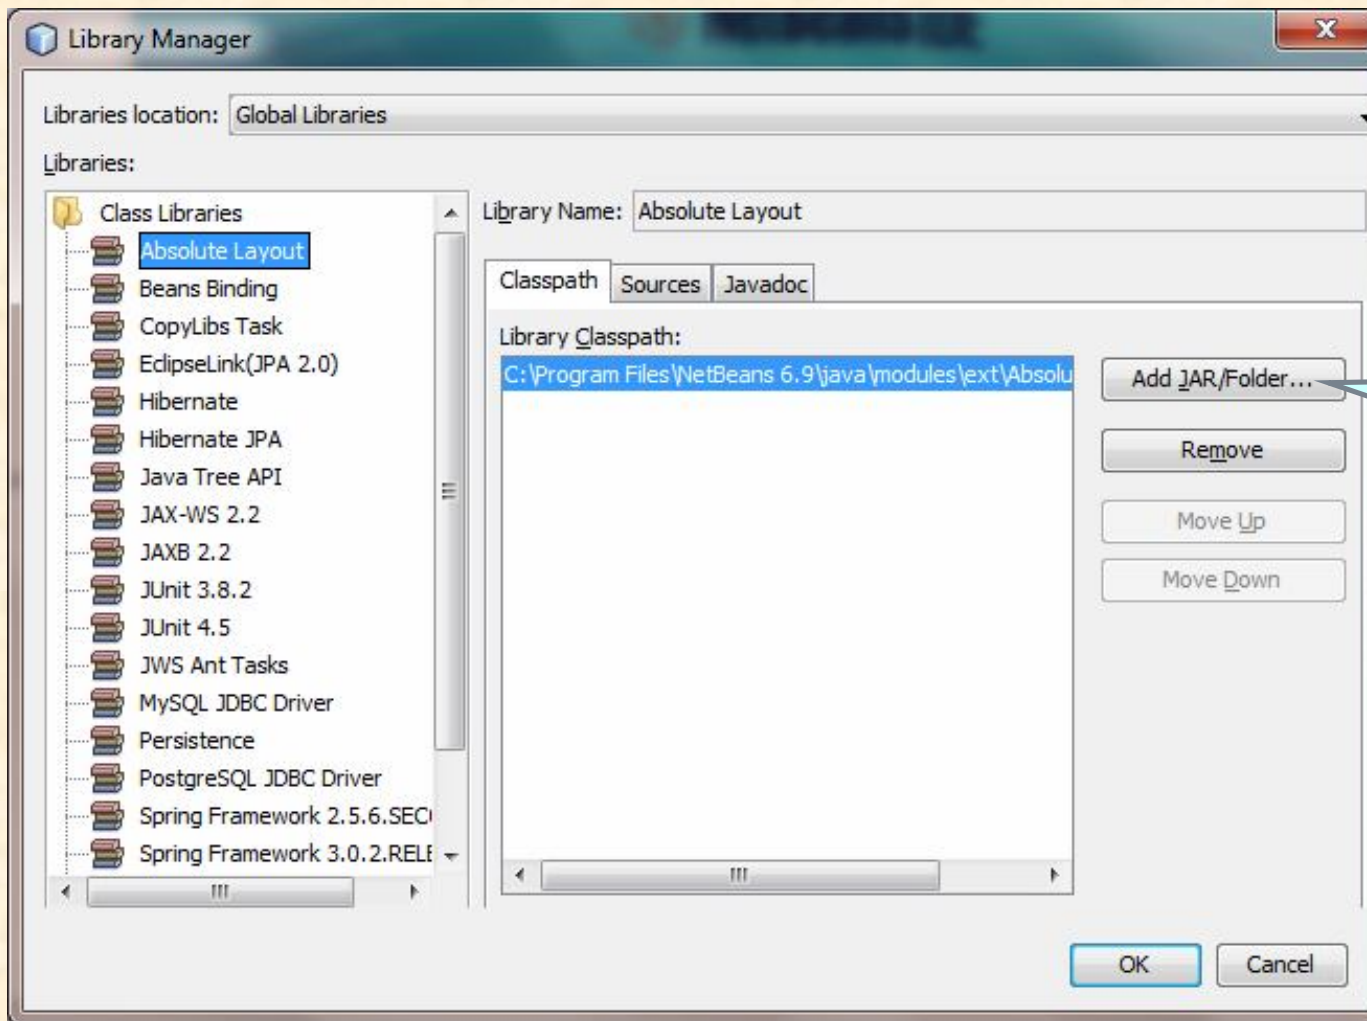 Library Manager
X
Libraries location: Global Libraries
Libraries:
Class Libraries
Absolute Layout
Beans Binding
CopyLibs Task
EclipseLink(JPA 2.0)
Hibernate
Hibernate JPA
Java Tree API
JAX-WS 2.2
JAXB 2.2
JUnit 3.8.2
JUnit 4.5
JWS Ant Tasks
MySQL JDBC Driver
Persistence
PostgreSQL JDBC Driver
Spring Framework 2.5.6.SEC
Spring Framework 3.0.2.RELE
Library Name: Absolute Layout
Classpath Sources Javadoc
Library Classpath:
C:\Program Files\NetBeans 6.9\java\modules\ext\Absolu
Add JAR/Folder...
Remove
Move Up
Move Down
OK Cancel